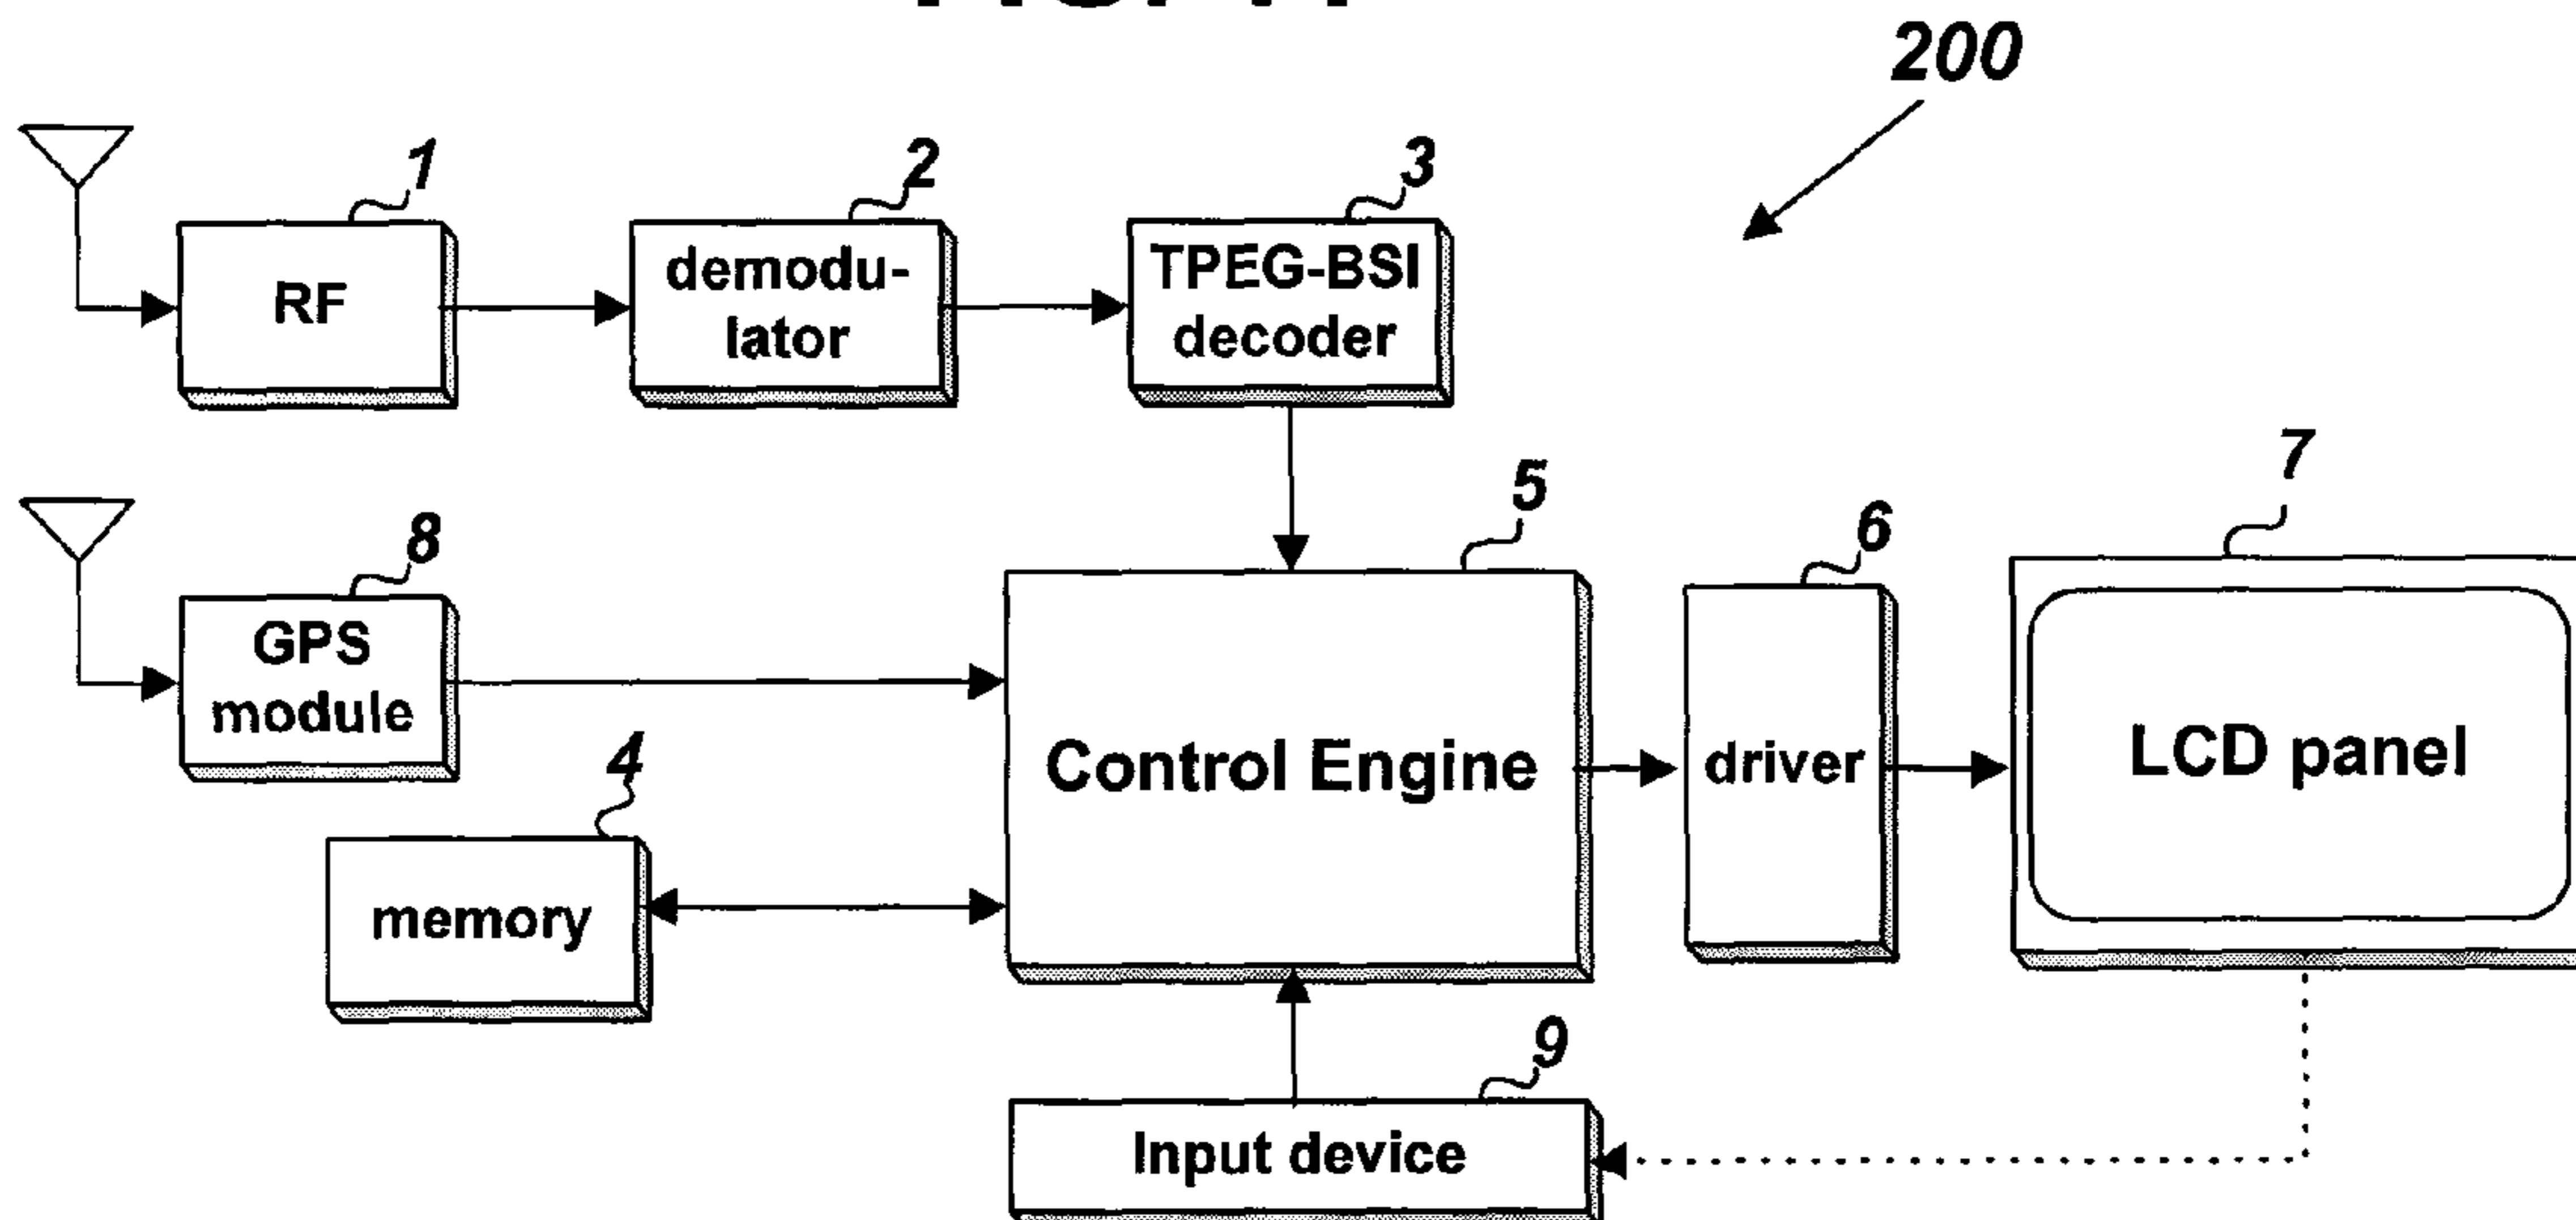 200
1
2
3
RF
demodu-
lator
TPEG-BSI
decoder
8
5
6
7
GPS
module
Control Engine
driver
LCD panel
4
memory
9
Input device